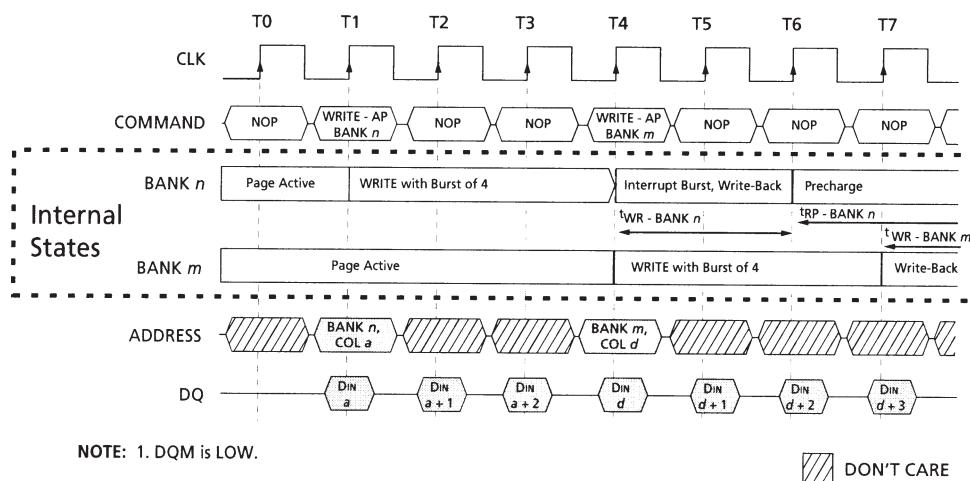 T0 T1 T2 T3 T4 T5 T6 T7
CLK
COMMAND NOP WRITE - AP BANK n NOP NOP WRITE - AP BANK m NOP NOP NOP
Internal States
BANK n Page Active WRITE with Burst of 4 Interrupt Burst, Write-Back Precharge
tWR - BANK n tRP - BANK n
tWR - BANK m
BANK m Page Active WRITE with Burst of 4 Write-Back
ADDRESS BANK n, COL a BANK m, COL d
DQ DIN a DIN a + 1 DIN a + 2 DIN d DIN d + 1 DIN d + 2 DIN d + 3
NOTE: 1. DQM is LOW.
DON'T CARE